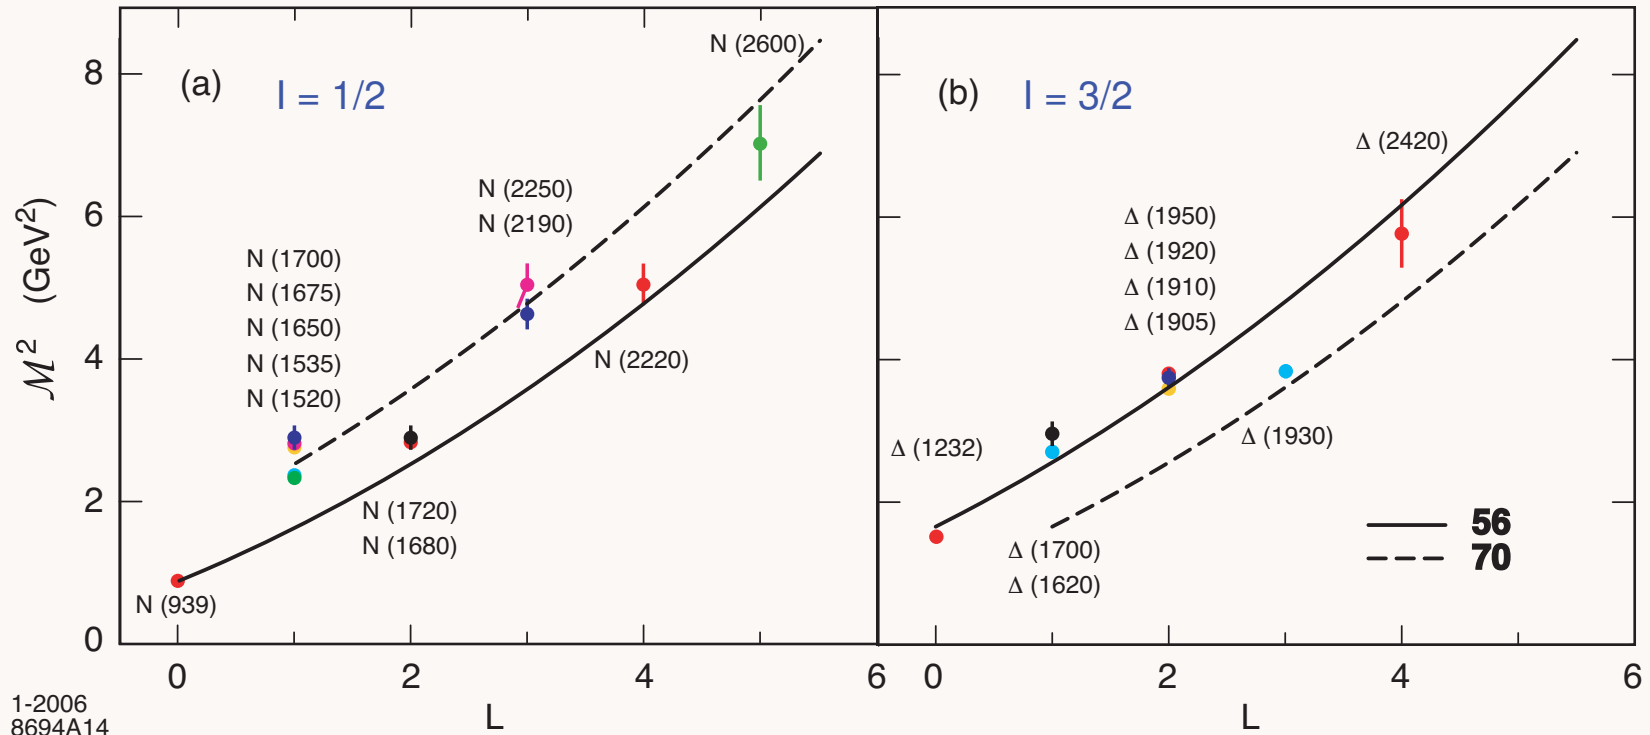 N (2600)
8
(a)
I = 1/2
(b)
I = 3/2
Δ (2420)
N (2250)
N (2190)
6
Δ (1950)
Δ (1920)
Δ (1910)
Δ (1905)
N (1700)
N (1675)
N (1650)
N (1535)
N (1520)
ℳ² (GeV²)
4
N (2220)
Δ (1232)
Δ (1930)
2
N (1720)
N (1680)
56
70
Δ (1700)
Δ (1620)
N (939)
0
0 2 4 6 0 2 4 6
L L
1-2006
8694A14